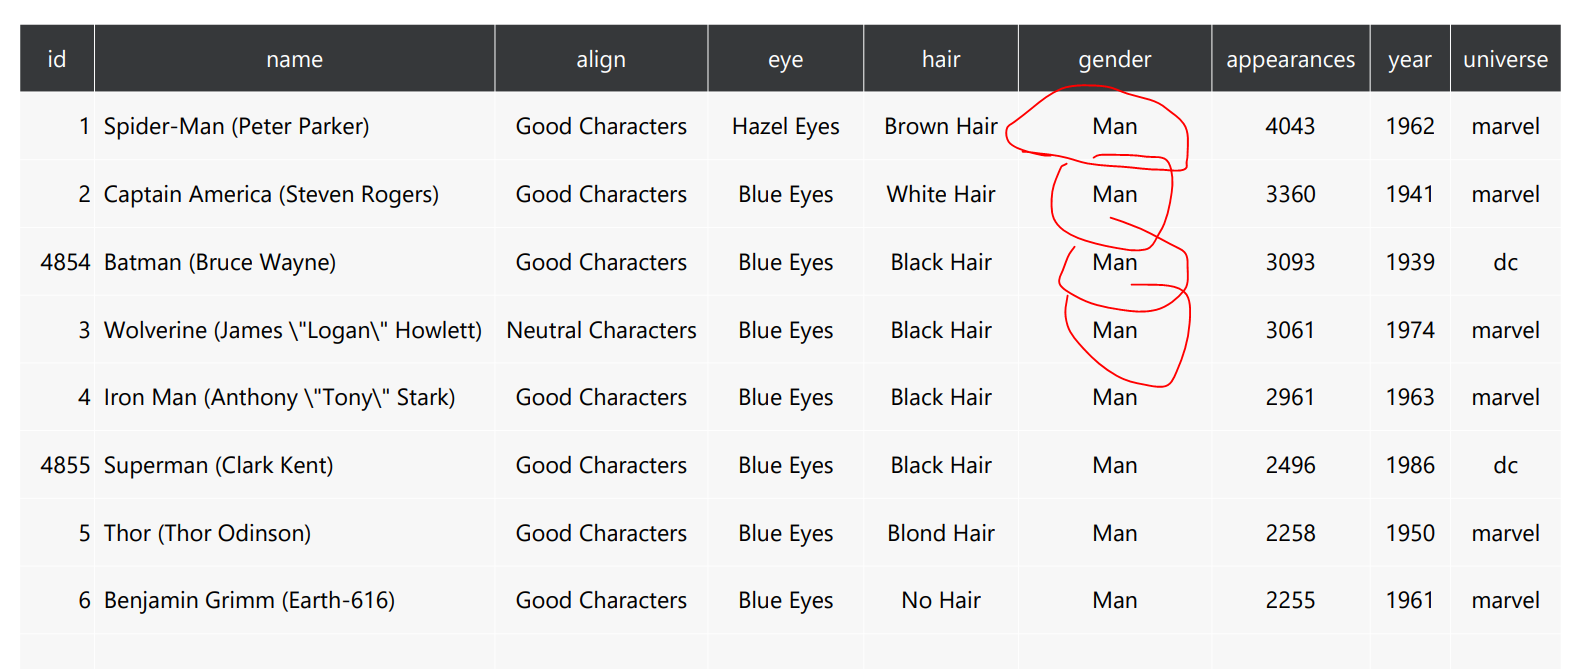 id name align eye hair gender appearances year universe
1 Spider-Man (Peter Parker) Good Characters Hazel Eyes Brown Hair Man 4043 1962 marvel
2 Captain America (Steven Rogers) Good Characters Blue Eyes White Hair Man 3360 1941 marvel
4854 Batman (Bruce Wayne) Good Characters Blue Eyes Black Hair Man 3093 1939 dc
3 Wolverine (James \"Logan\" Howlett) Neutral Characters Blue Eyes Black Hair Man 3061 1974 marvel
4 Iron Man (Anthony \"Tony\" Stark) Good Characters Blue Eyes Black Hair Man 2961 1963 marvel
4855 Superman (Clark Kent) Good Characters Blue Eyes Black Hair Man 2496 1986 dc
5 Thor (Thor Odinson) Good Characters Blue Eyes Blond Hair Man 2258 1950 marvel
6 Benjamin Grimm (Earth-616) Good Characters Blue Eyes No Hair Man 2255 1961 marvel